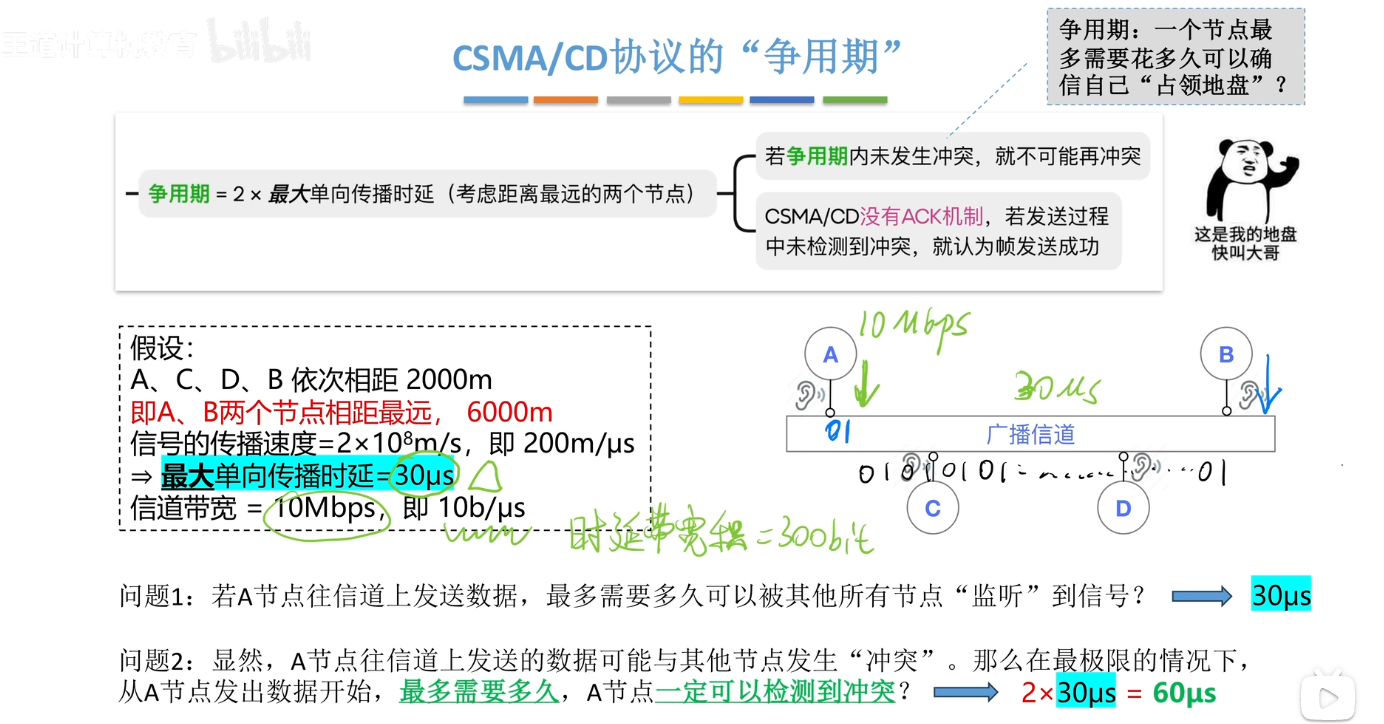 王道计算机教育 bilibili
CSMA/CD协议的“争用期”
争用期：一个节点最
多需要花多久可以确
信自己“占领地盘”？
争用期 = 2 × 最大单向传播时延（考虑距离最远的两个节点）
若争用期内未发生冲突，就不可能再冲突
CSMA/CD没有ACK机制，若发送过程
中未检测到冲突，就认为帧发送成功
这是我的地盘
快叫大哥
假设：
A、C、D、B 依次相距 2000m
即A、B两个节点相距最远， 6000m
信号的传播速度=2×10⁸m/s，即 200m/μs
⇒ 最大单向传播时延=30μs
信道带宽 = 10Mbps，即 10b/μs
时延带宽积=300bit
10Mbps
A
B
30μs
01
广播信道
01010101-......01
C
D
问题1：若A节点往信道上发送数据，最多需要多久可以被其他所有节点“监听”到信号？ 30μs
问题2：显然，A节点往信道上发送的数据可能与其他节点发生“冲突”。那么在最极限的情况下，
从A节点发出数据开始，最多需要多久，A节点一定可以检测到冲突？ 2×30μs = 60μs